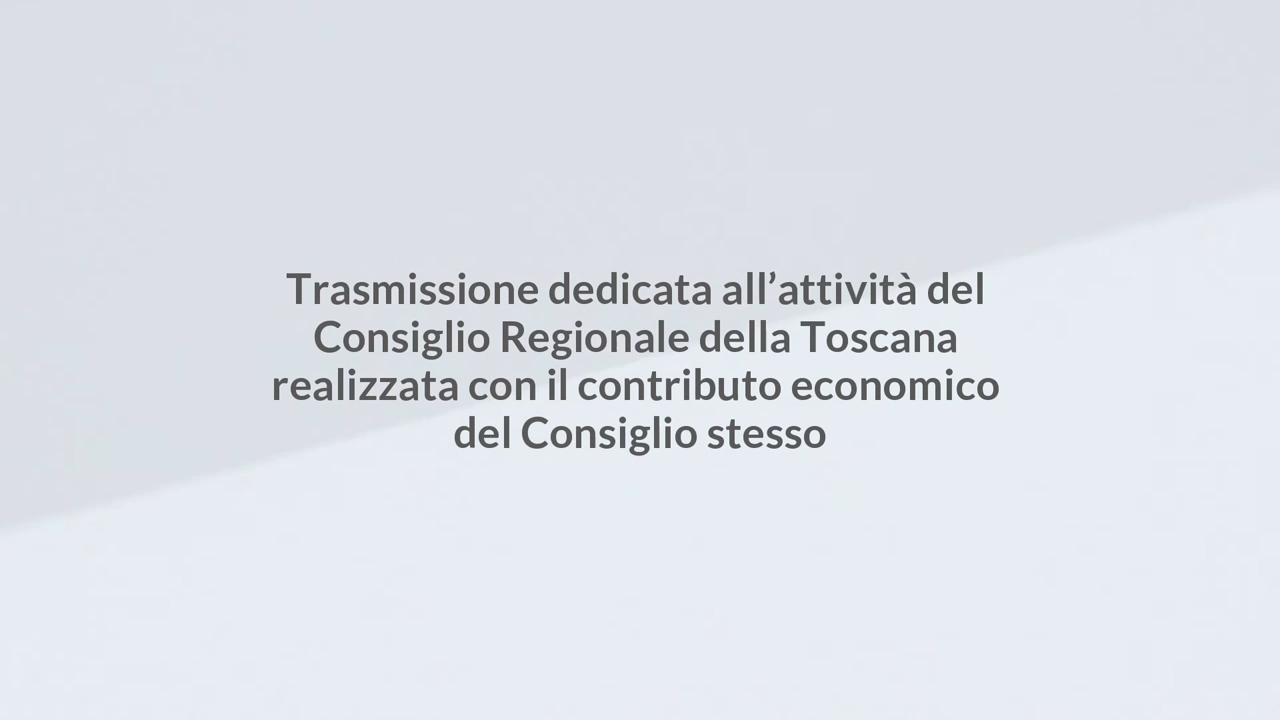 Trasmissione dedicata all’attività del
Consiglio Regionale della Toscana
realizzata con il contributo economico
del Consiglio stesso